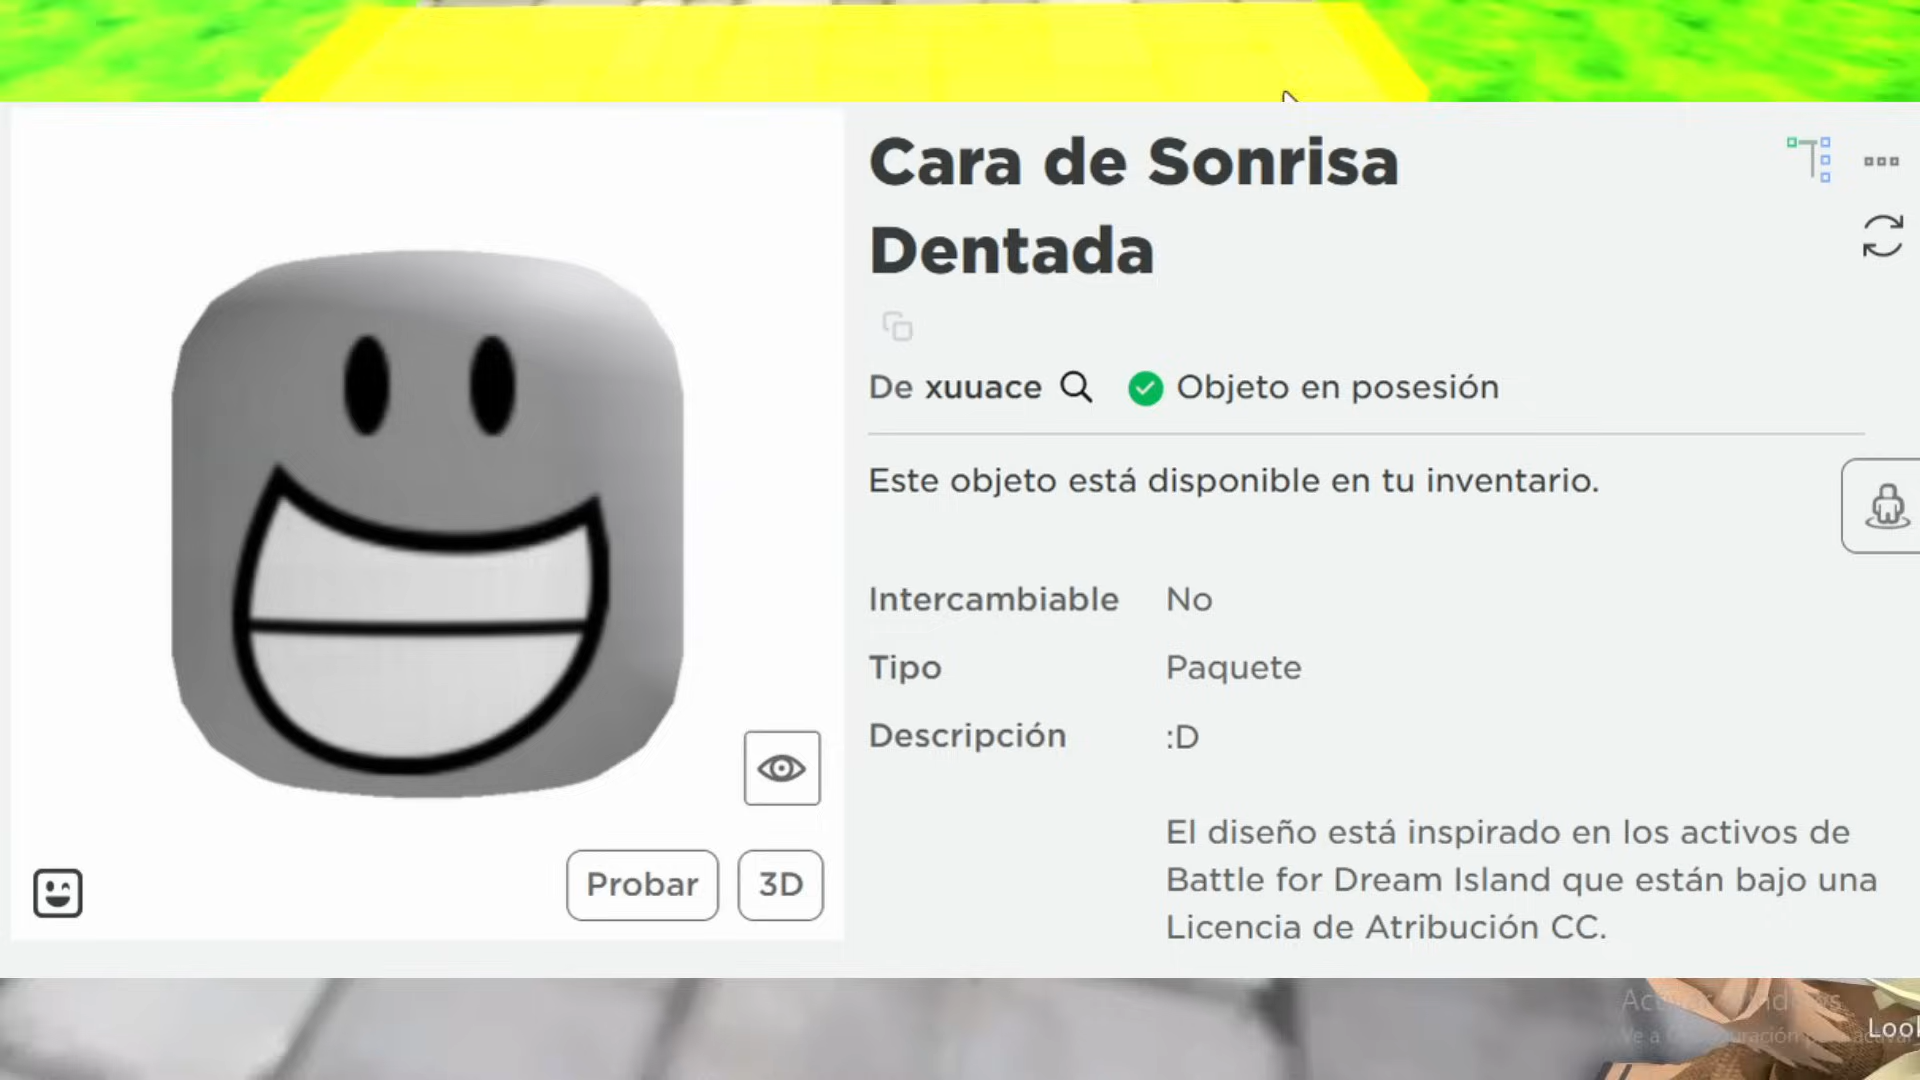 Cara de Sonrisa
Dentada
De xuuace
Objeto en posesión
Este objeto está disponible en tu inventario.
Intercambiable No
Tipo Paquete
Descripción :D
El diseño está inspirado en los activos de
Battle for Dream Island que están bajo una
Licencia de Atribución CC.
Probar
3D
Look